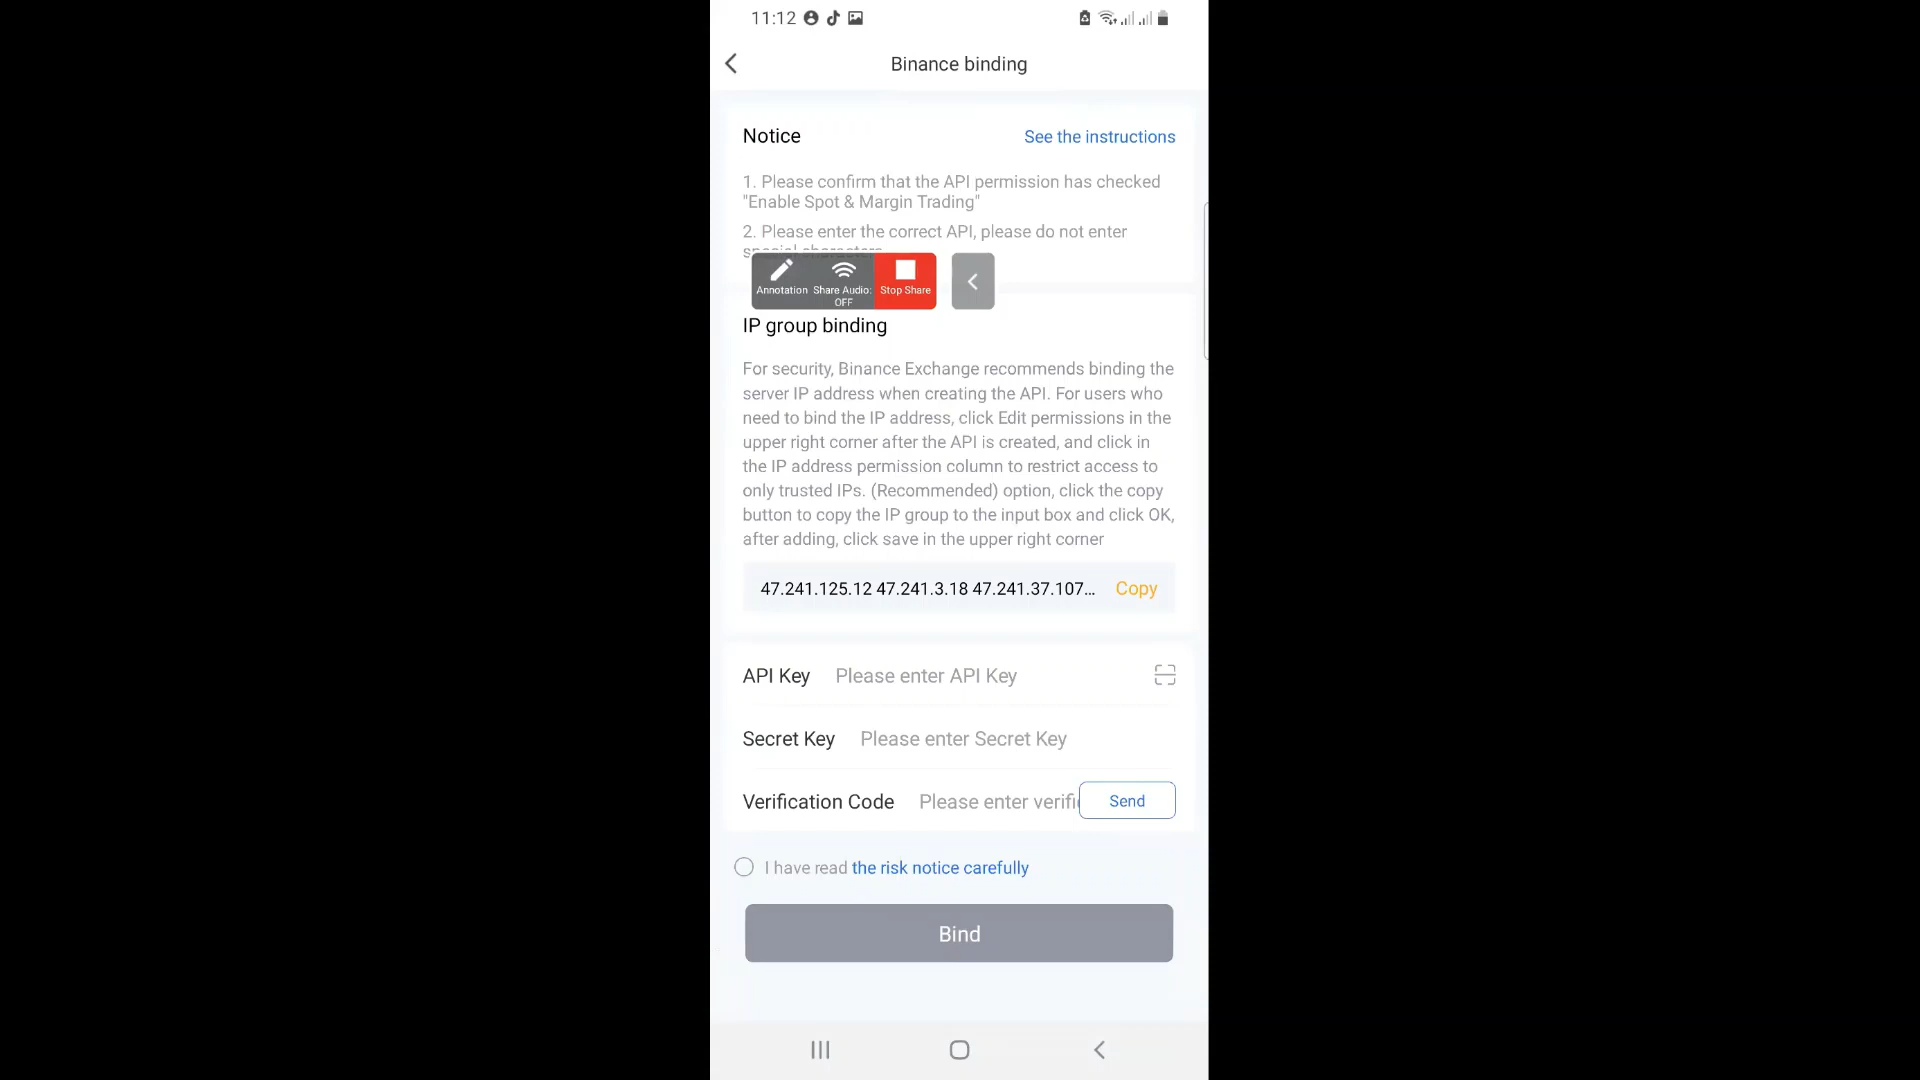 11:12
Binance binding
Notice
See the instructions
1. Please confirm that the API permission has checked
"Enable Spot & Margin Trading"
2. Please enter the correct API, please do not enter
special characters
Annotation
Share Audio:
OFF
Stop Share
IP group binding
For security, Binance Exchange recommends binding the
server IP address when creating the API. For users who
need to bind the IP address, click Edit permissions in the
upper right corner after the API is created, and click in
the IP address permission column to restrict access to
only trusted IPs. (Recommended) option, click the copy
button to copy the IP group to the input box and click OK,
after adding, click save in the upper right corner
47.241.125.12 47.241.3.18 47.241.37.107... Copy
API Key Please enter API Key
Secret Key Please enter Secret Key
Verification Code Please enter verifi Send
I have read the risk notice carefully
Bind